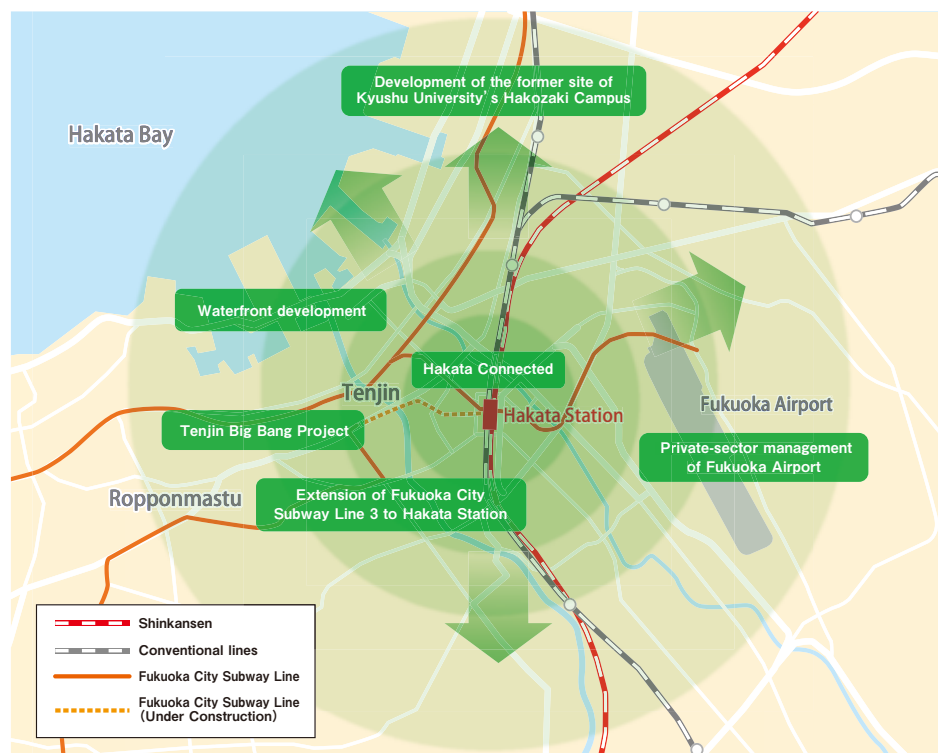 Development of the former site of
Kyushu University's Hakozaki Campus
Hakata Bay
Waterfront development
Hakata Connected
Tenjin
Hakata Station
Fukuoka Airport
Tenjin Big Bang Project
Private-sector management
of Fukuoka Airport
Ropponmastu
Extension of Fukuoka City
Subway Line 3 to Hakata Station
Shinkansen
Conventional lines
Fukuoka City Subway Line
Fukuoka City Subway Line
(Under Construction)